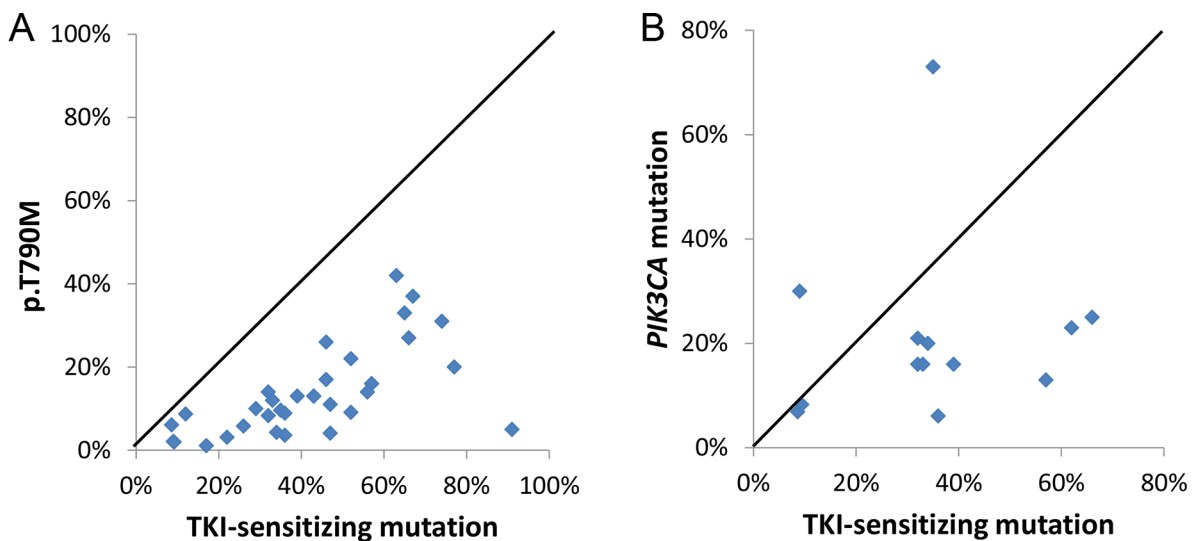 A
100%
80%
60%
40%
20%
0%
p.T790M
0% 20% 40% 60% 80% 100%
TKI-sensitizing mutation
B
80%
60%
40%
20%
0%
PIK3CA mutation
0% 20% 40% 60% 80%
TKI-sensitizing mutation